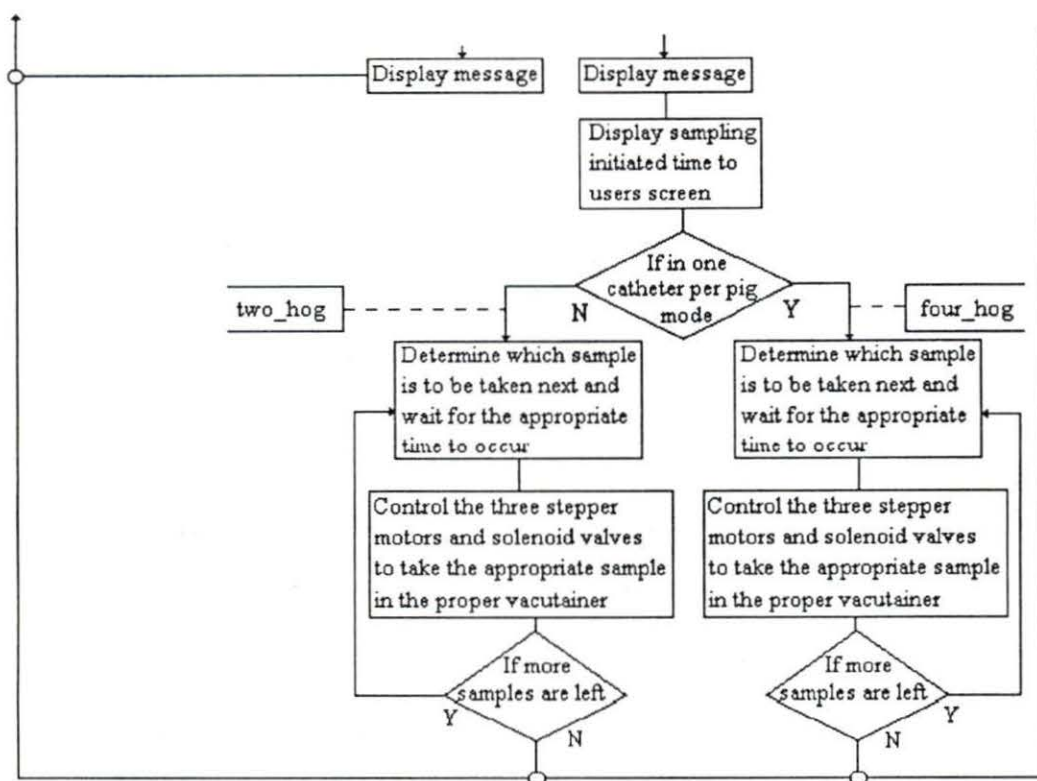 Display message
Display message
Display sampling
initiated time to
users screen
If in one
catheter per pig
mode
N
Y
two_hog
four_hog
Determine which sample
is to be taken next and
wait for the appropriate
time to occur
Determine which sample
is to be taken next and
wait for the appropriate
time to occur
Control the three stepper
motors and solenoid valves
to take the appropriate sample
in the proper vacutainer
Control the three stepper
motors and solenoid valves
to take the appropriate sample
in the proper vacutainer
If more
samples are left
Y
N
If more
samples are left
Y
N